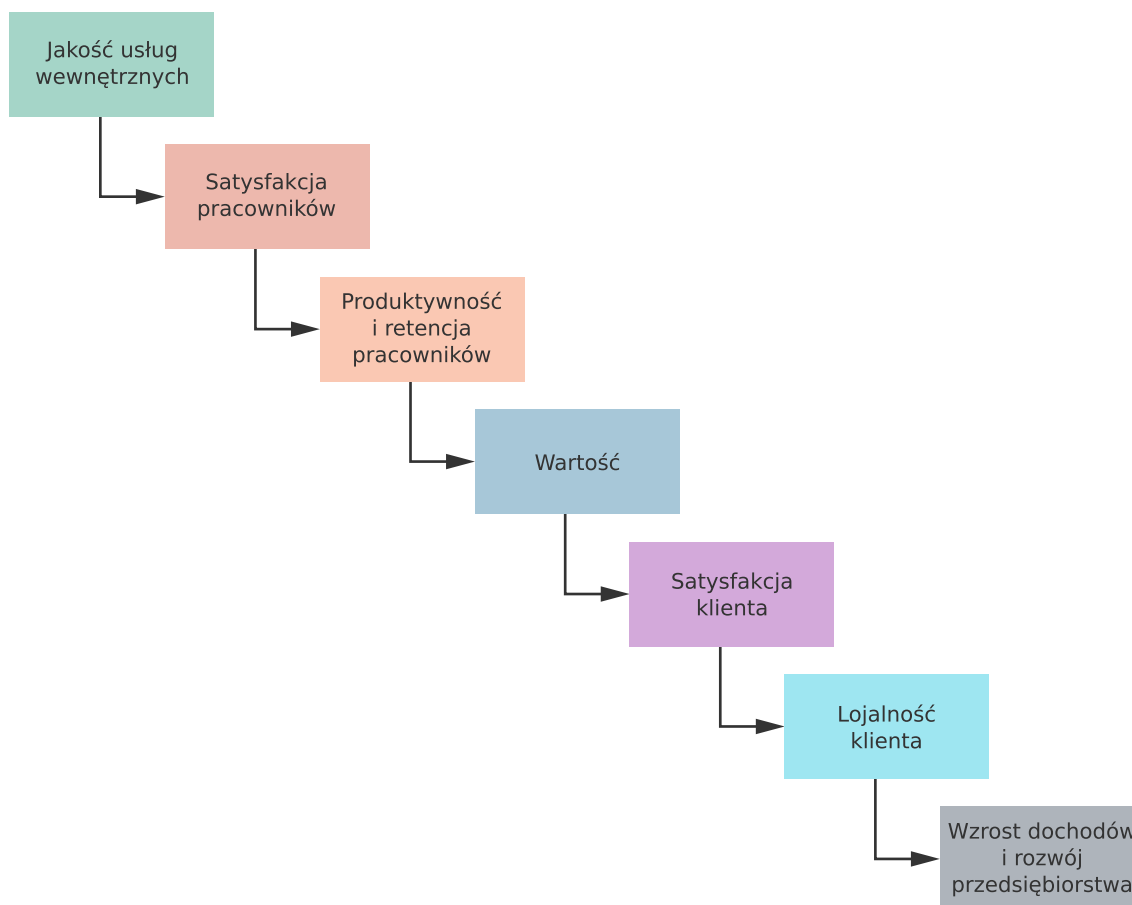 Jakość usług
wewnętrznych
Satysfakcja
pracowników
Produktywność
i retencja
pracowników
Wartość
Satysfakcja
klienta
Lojalność
klienta
Wzrost dochodów
i rozwój
przedsiębiorstwa